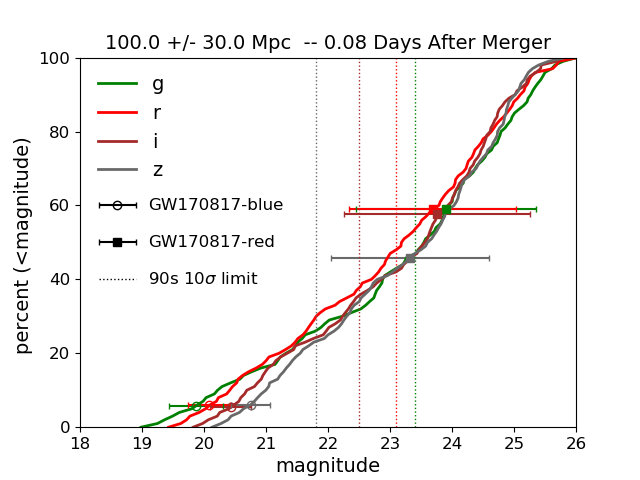 100.0 +/- 30.0 Mpc  -- 0.08 Days After Merger
percent (<magnitude)
100
80
60
40
20
0
g
r
i
z
GW170817-blue
GW170817-red
90s 10σ limit
18 19 20 21 22 23 24 25 26
magnitude